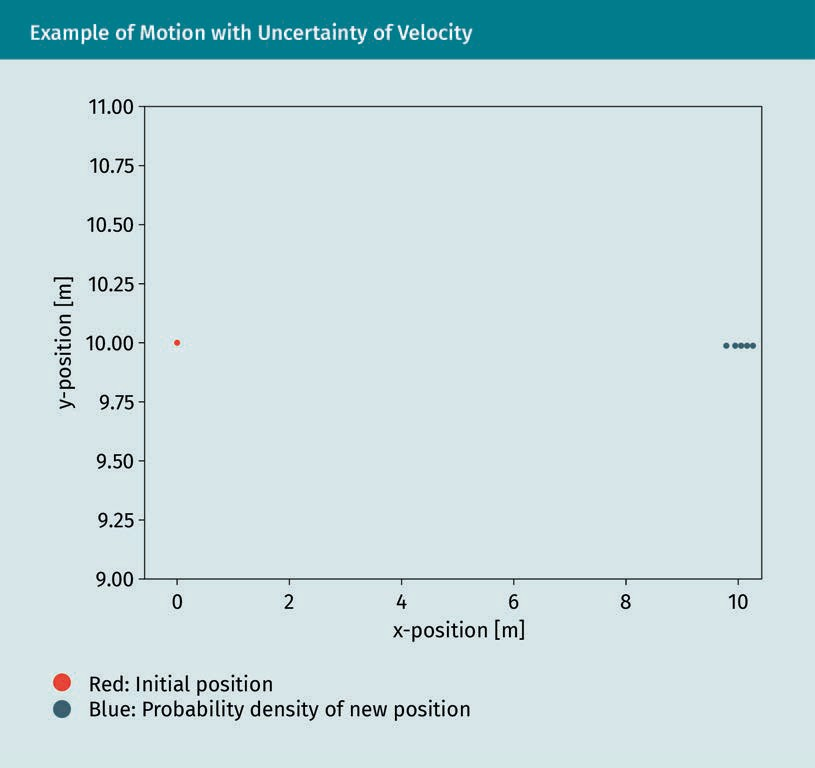 Example of Motion with Uncertainty of Velocity
11.00
10.75
10.50
10.25
10.00
9.75
9.50
9.25
9.00
y-position [m]
0 2 4 6 8 10
x-position [m]
Red: Initial position
Blue: Probability density of new position